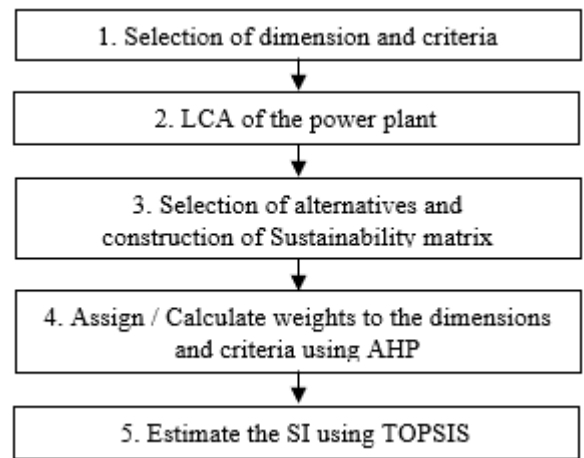 1. Selection of dimension and criteria
2. LCA of the power plant
3. Selection of alternatives and
construction of Sustainability matrix
4. Assign / Calculate weights to the dimensions
and criteria using AHP
5. Estimate the SI using TOPSIS